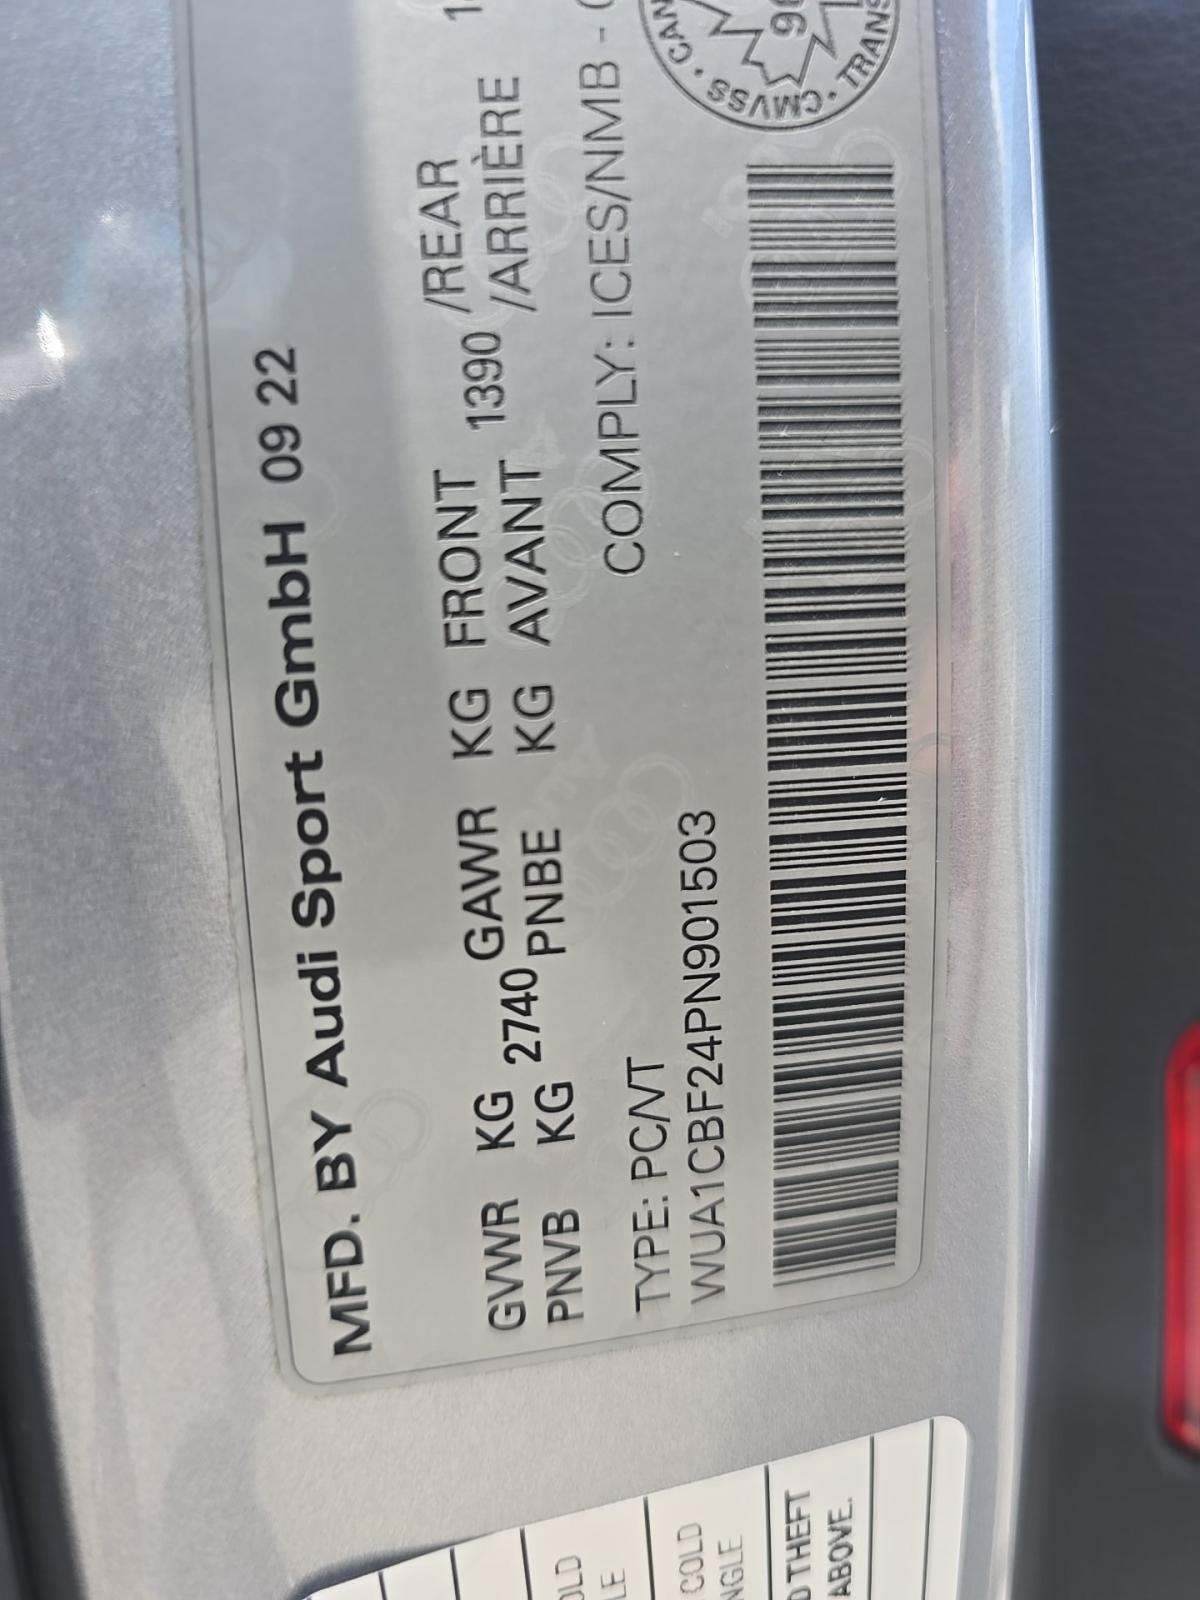 MFD. BY Audi Sport GmbH 09 22
GVWR KG 2740 GAWR KG FRONT 1390 /REAR
PNVB KG PNBE KG AVANT /ARRIÈRE
TYPE: PC/VT COMPLY: ICES/NMB -
WUA1CBF24PN901503
CMVSS · TRANS
Audi
COLD
THEFT
ABOVE.